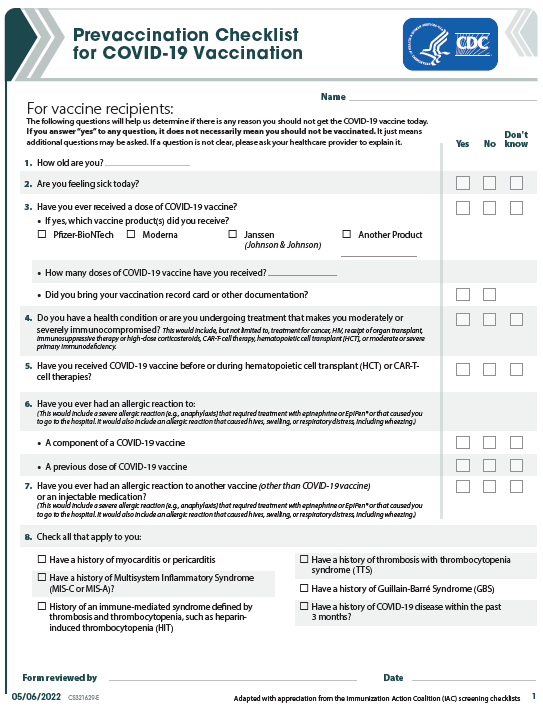 Prevaccination Checklist
for COVID-19 Vaccination
CDC
Name
For vaccine recipients:
The following questions will help us determine if there is any reason you should not get the COVID-19 vaccine today.
If you answer “yes” to any question, it does not necessarily mean you should not be vaccinated. It just means
additional questions may be asked. If a question is not clear, please ask your healthcare provider to explain it.
Yes No Don't know
1. How old are you?
2. Are you feeling sick today?
3. Have you ever received a dose of COVID-19 vaccine?
• If yes, which vaccine product(s) did you receive?
Pfizer-BioNTech Moderna Janssen (Johnson & Johnson) Another Product
• How many doses of COVID-19 vaccine have you received?
• Did you bring your vaccination record card or other documentation?
4. Do you have a health condition or are you undergoing treatment that makes you moderately or
severely immunocompromised? This would include, but not limited to, treatment for cancer, HIV, receipt of organ transplant,
immunosuppressive therapy or high-dose corticosteroids, CAR-T-cell therapy, hematopoietic cell transplant [HCT], or moderate or severe
primary immunodeficiency.
5. Have you received COVID-19 vaccine before or during hematopoietic cell transplant (HCT) or CAR-T-
cell therapies?
6. Have you ever had an allergic reaction to:
(This would include a severe allergic reaction [e.g., anaphylaxis] that required treatment with epinephrine or EpiPen® or that caused you
to go to the hospital. It would also include an allergic reaction that caused hives, swelling, or respiratory distress, including wheezing.)
• A component of a COVID-19 vaccine
• A previous dose of COVID-19 vaccine
7. Have you ever had an allergic reaction to another vaccine (other than COVID-19 vaccine)
or an injectable medication?
(This would include a severe allergic reaction [e.g., anaphylaxis] that required treatment with epinephrine or EpiPen® or that caused you
to go to the hospital. It would also include an allergic reaction that caused hives, swelling, or respiratory distress, including wheezing.)
8. Check all that apply to you:
Have a history of myocarditis or pericarditis
Have a history of Multisystem Inflammatory Syndrome
(MIS-C or MIS-A)?
History of an immune-mediated syndrome defined by
thrombosis and thrombocytopenia, such as heparin-
induced thrombocytopenia (HIT)
Have a history of thrombosis with thrombocytopenia
syndrome (TTS)
Have a history of Guillain-Barré Syndrome (GBS)
Have a history of COVID-19 disease within the past
3 months?
Form reviewed by Date
05/06/2022 CS321629-E Adapted with appreciation from the Immunization Action Coalition (IAC) screening checklists 1